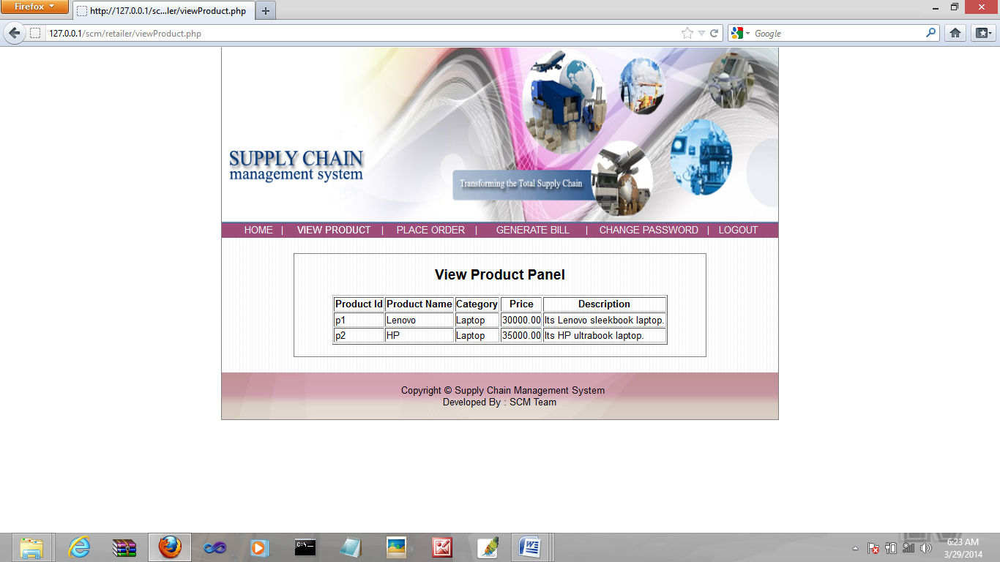 Firefox
http://127.0.0.1/sc...ler/viewProduct.php
127.0.0.1/scm/retailer/viewProduct.php
Google
SUPPLY CHAIN
management system
Transforming the Total Supply Chain
HOME | VIEW PRODUCT | PLACE ORDER | GENERATE BILL | CHANGE PASSWORD | LOGOUT
View Product Panel
Product Id Product Name Category Price Description
p1 Lenovo Laptop 30000.00 Its Lenovo sleekbook laptop.
p2 HP Laptop 35000.00 Its HP ultrabook laptop.
Copyright © Supply Chain Management System
Developed By : SCM Team
6:23 AM
3/29/2014